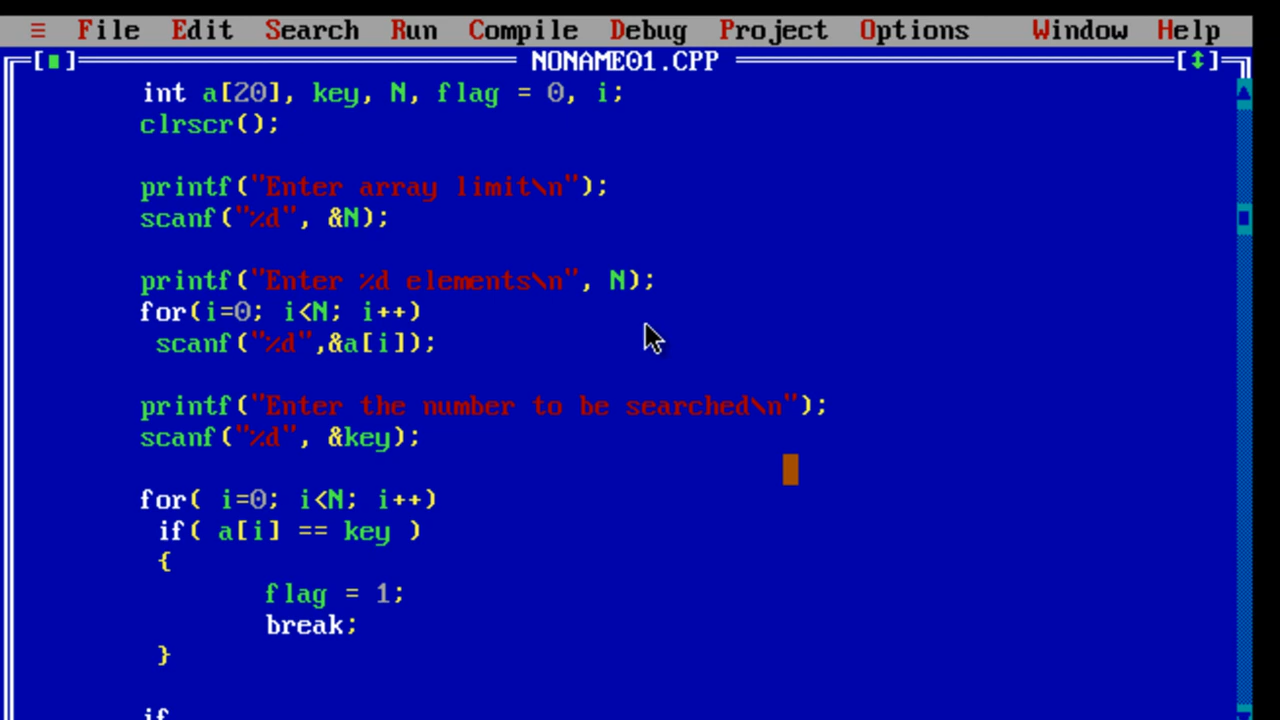 ≡ File Edit Search Run Compile Debug Project Options Window Help
[■] NONAME01.CPP [↕]
int a[20], key, N, flag = 0, i;
clrscr();
printf("Enter array limit\n");
scanf("%d", &N);
printf("Enter %d elements\n", N);
for(i=0; i<N; i++)
scanf("%d",&a[i]);
printf("Enter the number to be searched\n");
scanf("%d", &key);
for( i=0; i<N; i++)
if( a[i] == key )
{
flag = 1;
break;
}
if